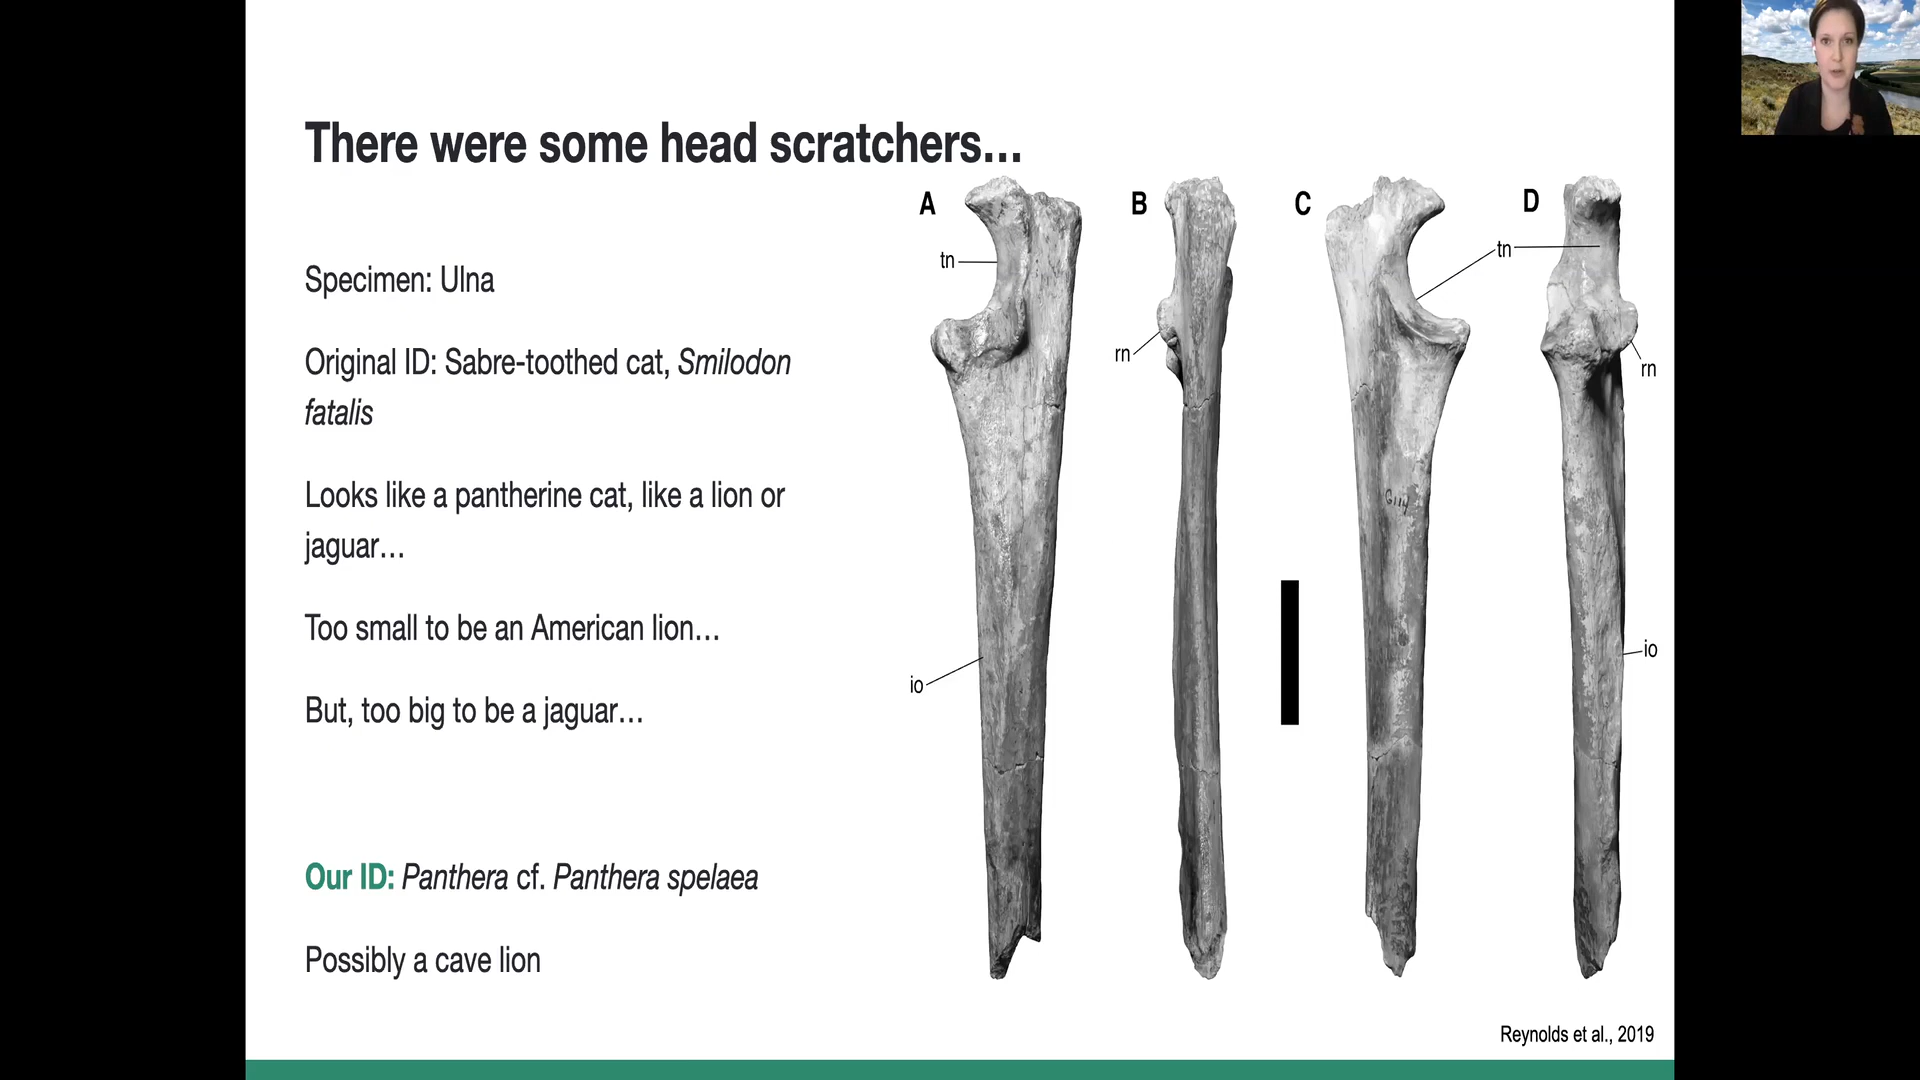 There were some head scratchers...
Specimen: Ulna
Original ID: Sabre-toothed cat, Smilodon
fatalis
Looks like a pantherine cat, like a lion or
jaguar...
Too small to be an American lion...
But, too big to be a jaguar...
Our ID: Panthera cf. Panthera spelaea
Possibly a cave lion
A
B
C
D
tn
tn
rn
rn
G114
io
io
Reynolds et al., 2019